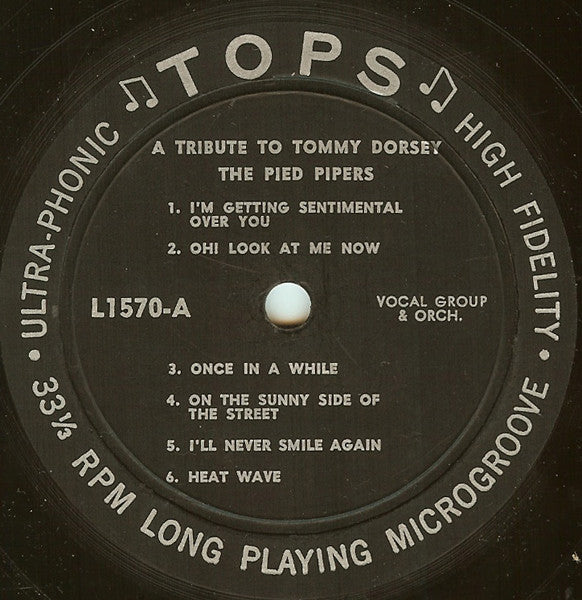 TOPS
ULTRA-PHONIC
HIGH FIDELITY
A TRIBUTE TO TOMMY DORSEY
THE PIED PIPERS
1. I'M GETTING SENTIMENTAL
OVER YOU
2. OH! LOOK AT ME NOW
L1570-A
VOCAL GROUP
& ORCH.
3. ONCE IN A WHILE
4. ON THE SUNNY SIDE OF
THE STREET
5. I'LL NEVER SMILE AGAIN
6. HEAT WAVE
33⅓ RPM LONG PLAYING MICROGROOVE